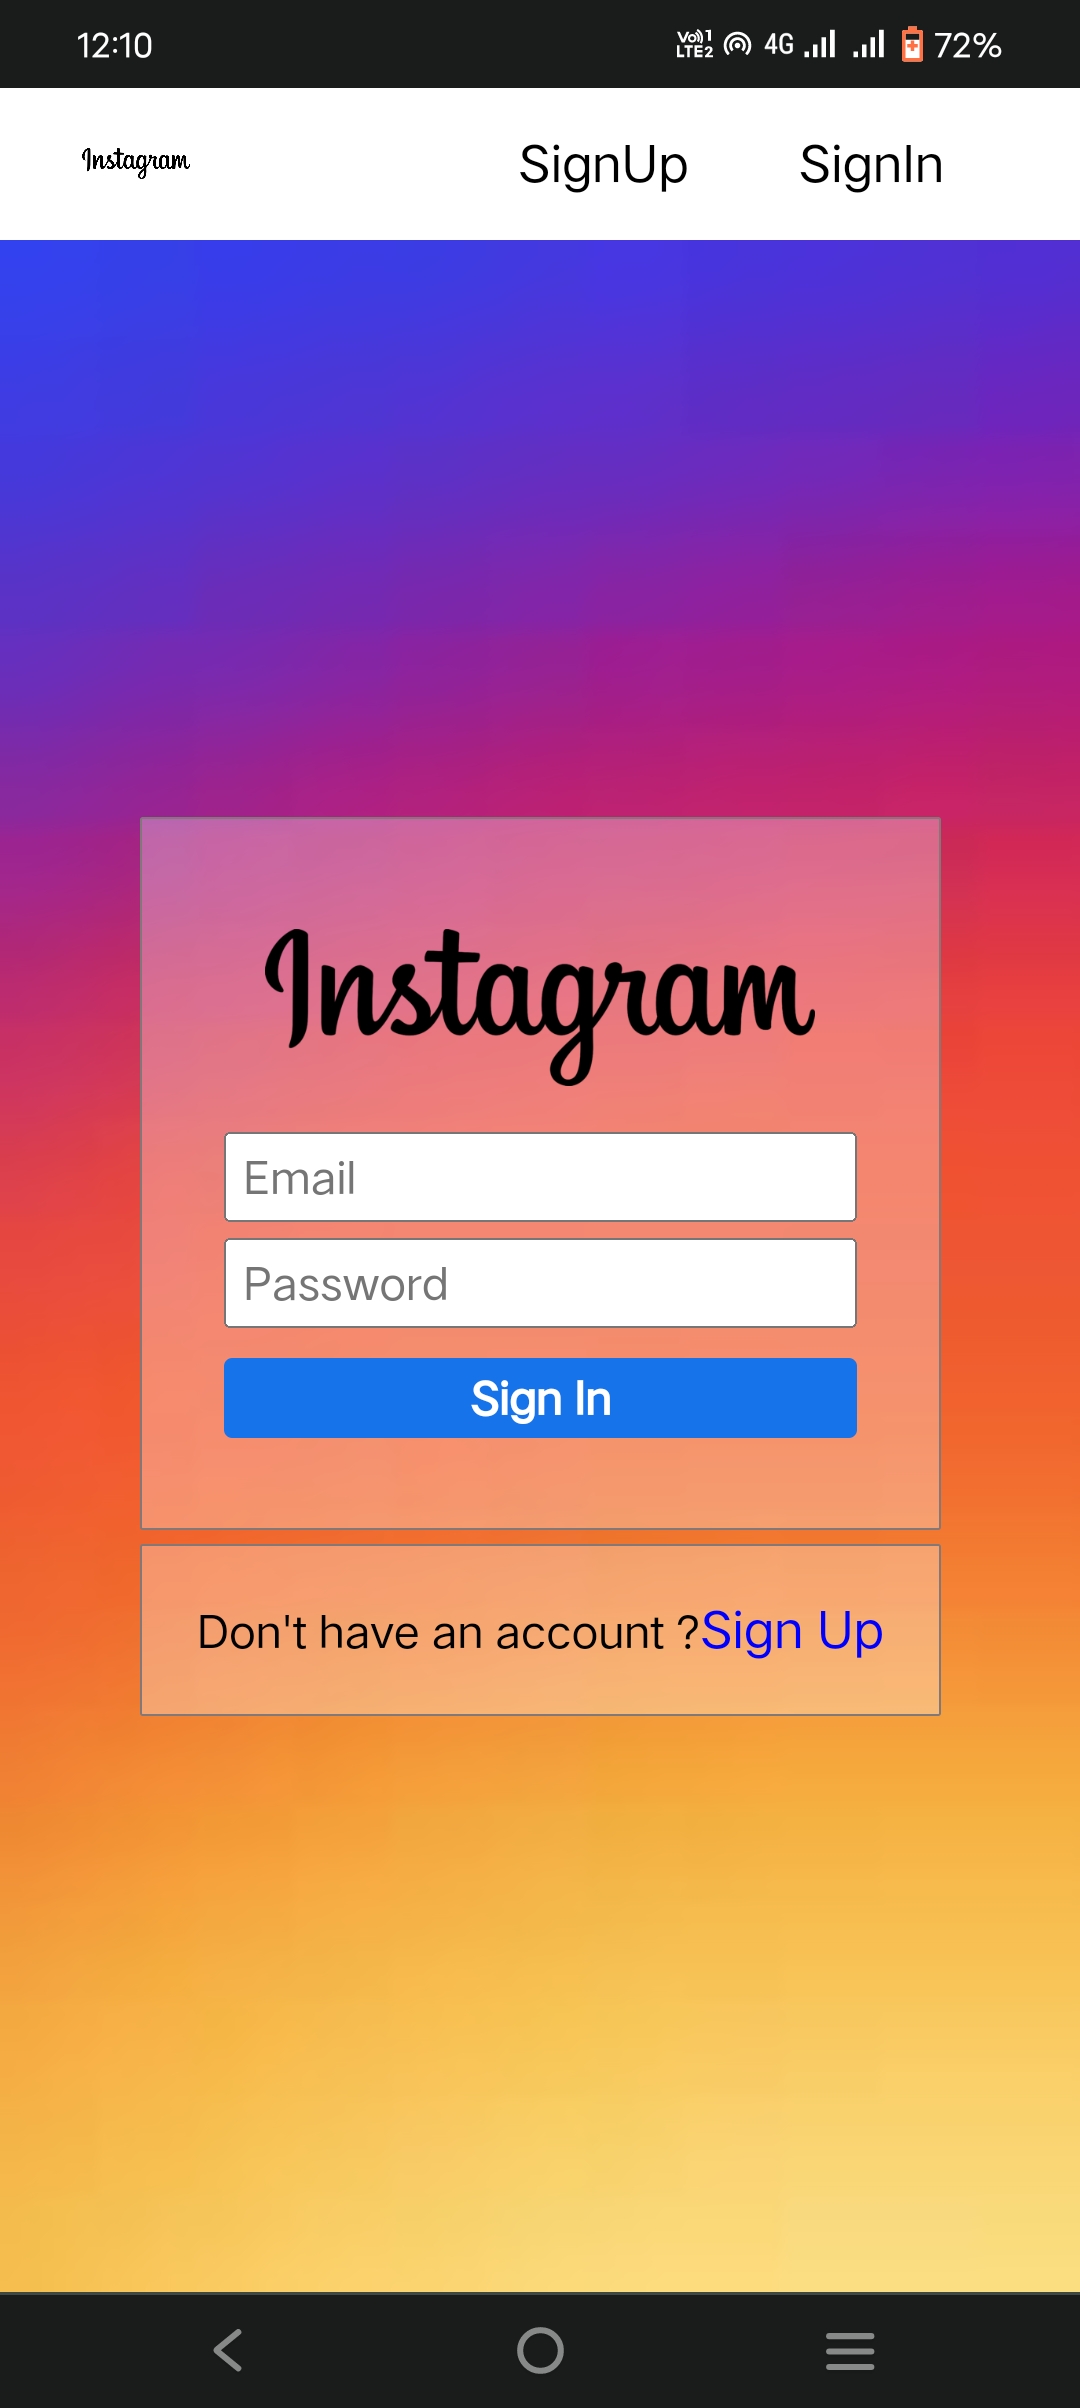 12:10 Vo)) 1 LTE2 4G 72%
Instagram SignUp SignIn
Instagram
Email
Password
Sign In
Don't have an account ?Sign Up